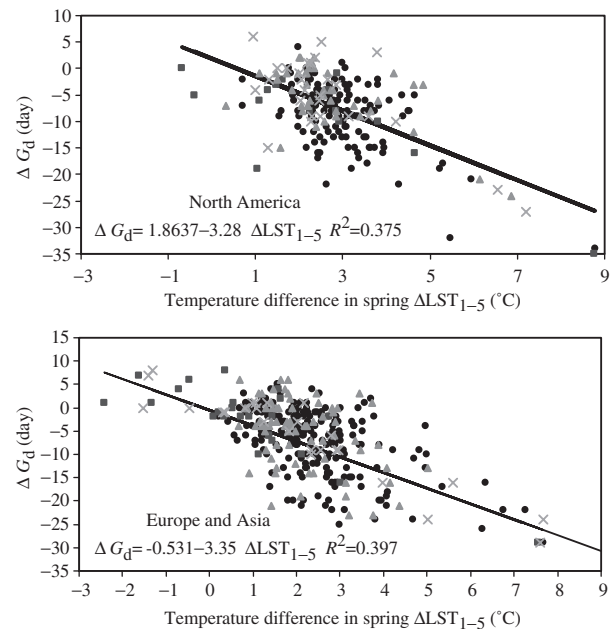 10
5
0
−5
−10
−15
−20
−25
−30
−35
Δ G_d (day)
North America
Δ G_d= 1.8637–3.28 ΔLST_1–5 R²=0.375
−3 −1 1 3 5 7 9
Temperature difference in spring ΔLST_1–5 (°C)
15
10
5
0
−5
−10
−15
−20
−25
−30
−35
Δ G_d (day)
Europe and Asia
Δ G_d= -0.531–3.35 ΔLST_1–5 R²=0.397
−3 −2 −1 0 1 2 3 4 5 6 7 8 9
Temperature difference in spring ΔLST_1–5 (°C)